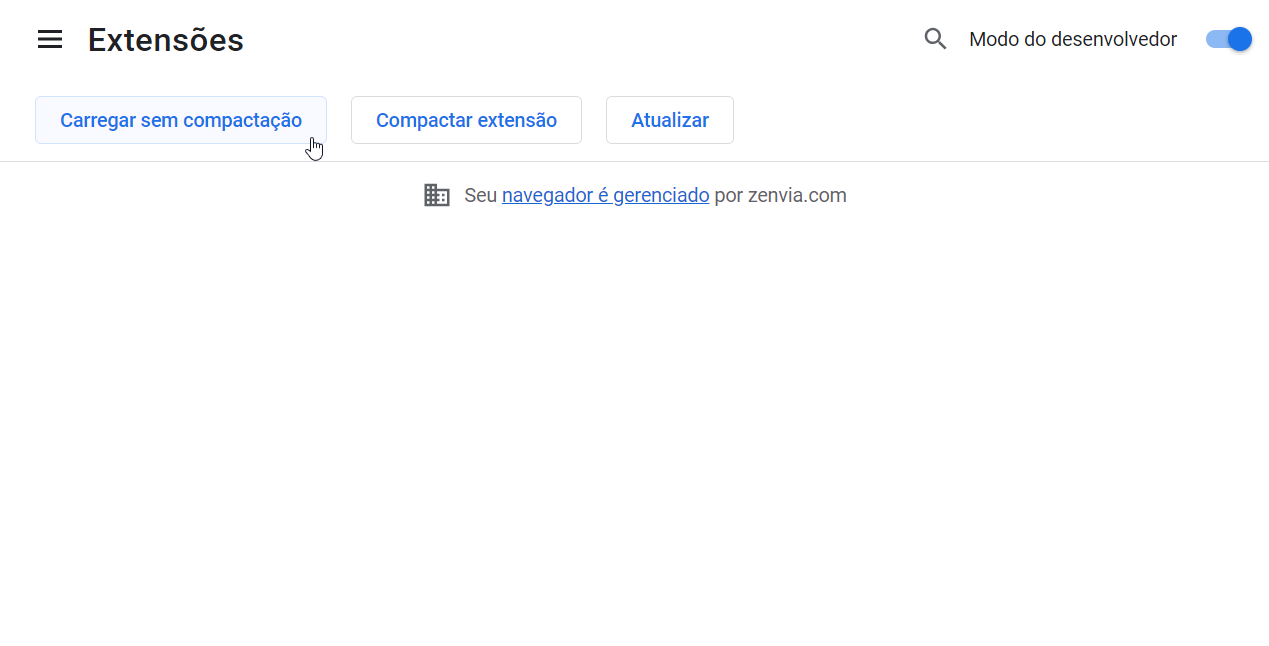 Extensões
Modo do desenvolvedor
Carregar sem compactação
Compactar extensão
Atualizar
Seu navegador é gerenciado por zenvia.com